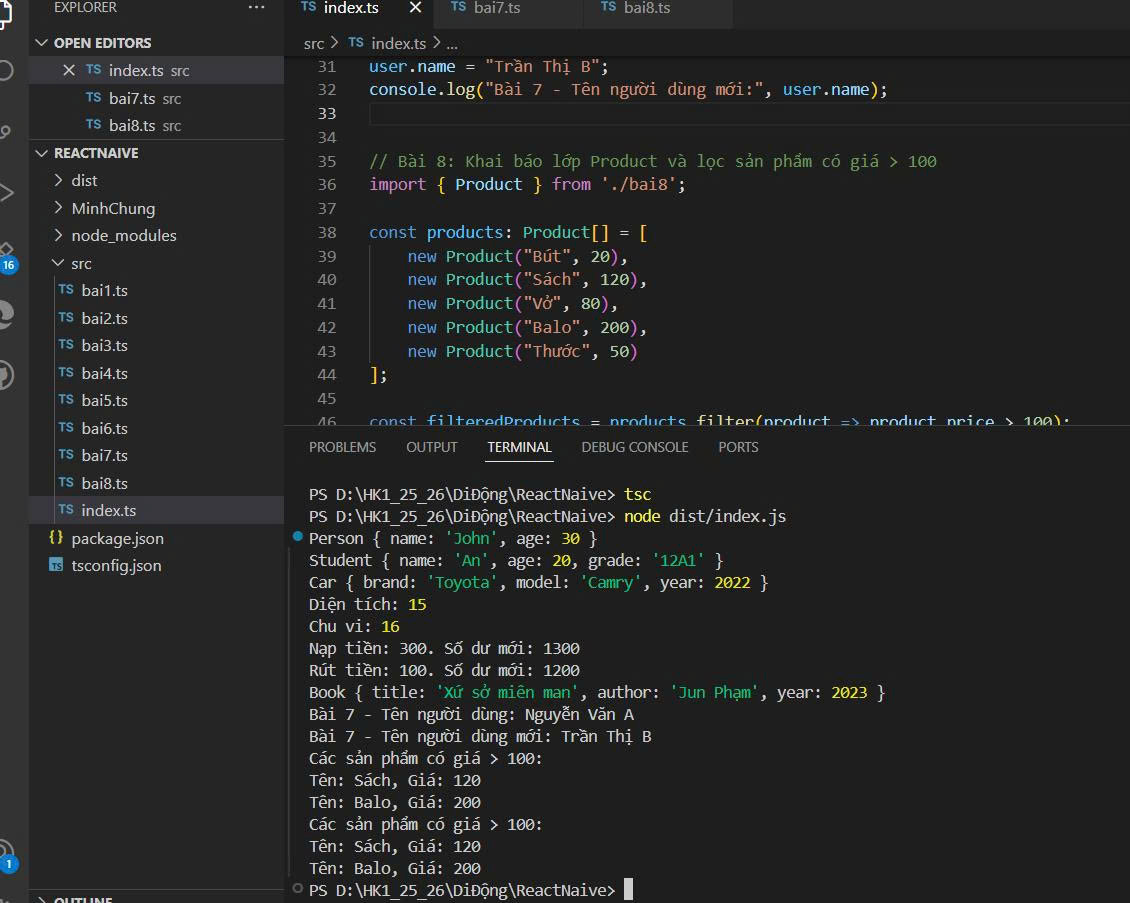 EXPLORER
···
OPEN EDITORS
TS index.ts src
TS bai7.ts src
TS bai8.ts src
REACTNAIVE
dist
MinhChung
node_modules
src
TS bai1.ts
TS bai2.ts
TS bai3.ts
TS bai4.ts
TS bai5.ts
TS bai6.ts
TS bai7.ts
TS bai8.ts
TS index.ts
{} package.json
TS tsconfig.json
OUTLINE
16
1
TS index.ts TS bai7.ts TS bai8.ts
src > TS index.ts > ...
31 user.name = "Trần Thị B";
32 console.log("Bài 7 - Tên người dùng mới:", user.name);
33
34
35 // Bài 8: Khai báo lớp Product và lọc sản phẩm có giá > 100
36 import { Product } from './bai8';
37
38 const products: Product[] = [
39 new Product("Bút", 20),
40 new Product("Sách", 120),
41 new Product("Vở", 80),
42 new Product("Balo", 200),
43 new Product("Thước", 50)
44 ];
45
46 const filteredProducts = products.filter(product => product.price > 100);
PROBLEMS OUTPUT TERMINAL DEBUG CONSOLE PORTS
PS D:\HK1_25_26\DiĐộng\ReactNaive> tsc
PS D:\HK1_25_26\DiĐộng\ReactNaive> node dist/index.js
Person { name: 'John', age: 30 }
Student { name: 'An', age: 20, grade: '12A1' }
Car { brand: 'Toyota', model: 'Camry', year: 2022 }
Diện tích: 15
Chu vi: 16
Nạp tiền: 300. Số dư mới: 1300
Rút tiền: 100. Số dư mới: 1200
Book { title: 'Xứ sở miên man', author: 'Jun Phạm', year: 2023 }
Bài 7 - Tên người dùng: Nguyễn Văn A
Bài 7 - Tên người dùng mới: Trần Thị B
Các sản phẩm có giá > 100:
Tên: Sách, Giá: 120
Tên: Balo, Giá: 200
Các sản phẩm có giá > 100:
Tên: Sách, Giá: 120
Tên: Balo, Giá: 200
PS D:\HK1_25_26\DiĐộng\ReactNaive>